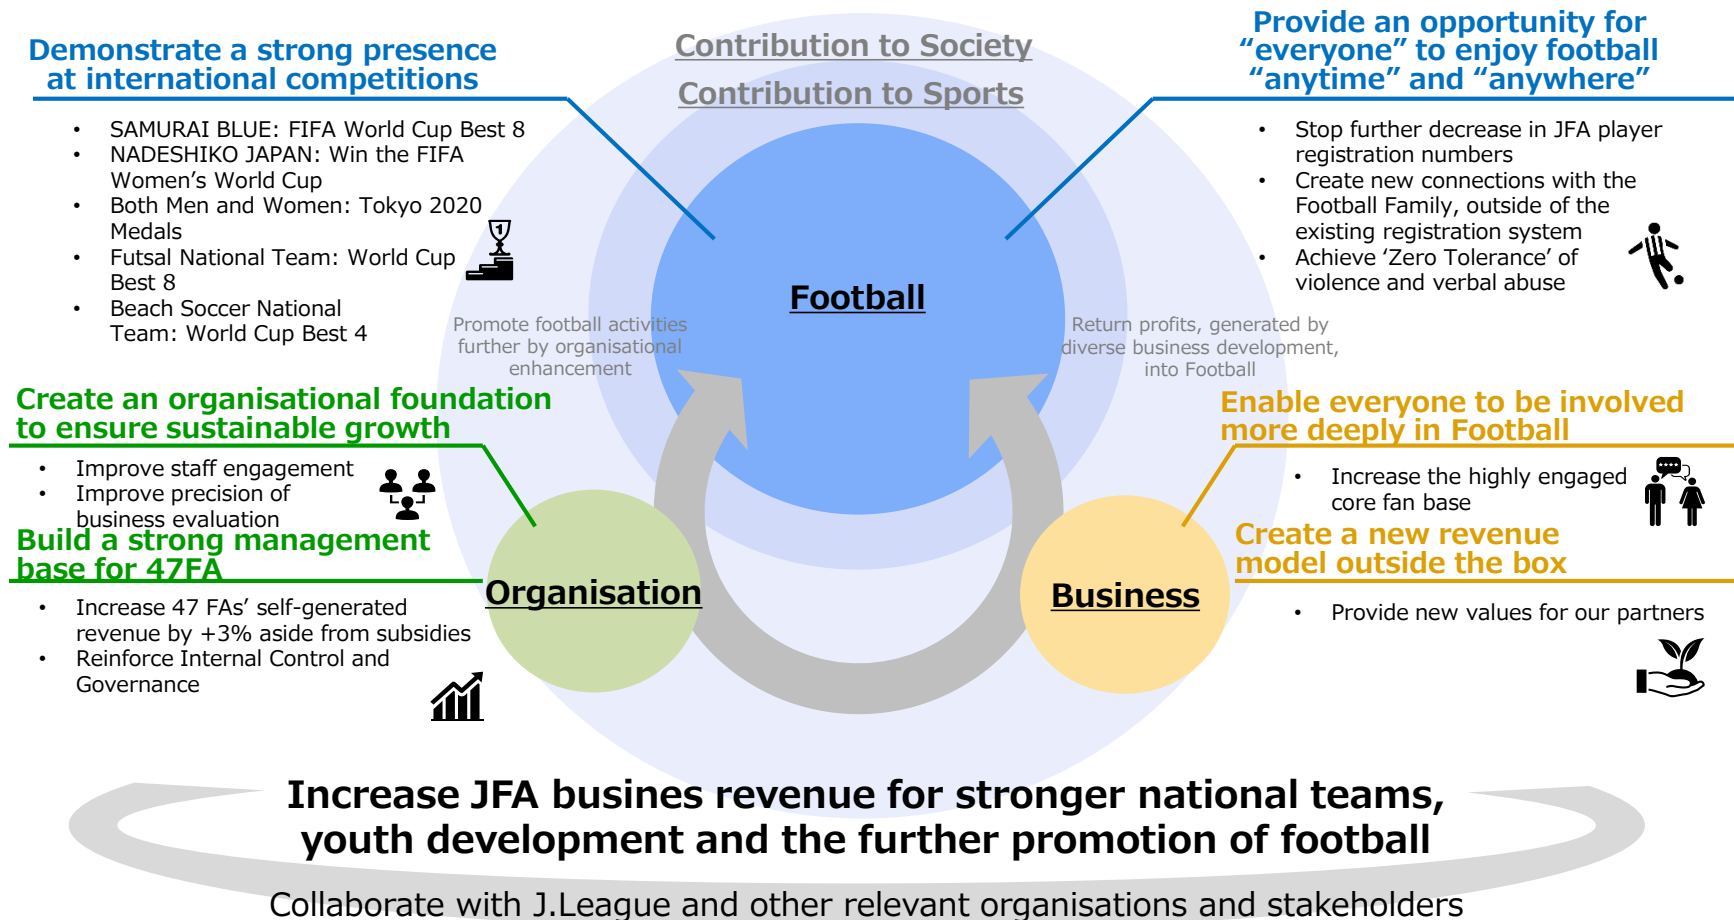 Demonstrate a strong presence
at international competitions
• SAMURAI BLUE: FIFA World Cup Best 8
• NADESHIKO JAPAN: Win the FIFA
Women’s World Cup
• Both Men and Women: Tokyo 2020
Medals
• Futsal National Team: World Cup
Best 8
• Beach Soccer National
Team: World Cup Best 4
1
Contribution to Society
Contribution to Sports
Provide an opportunity for
“everyone” to enjoy football
“anytime” and “anywhere”
• Stop further decrease in JFA player
registration numbers
• Create new connections with the
Football Family, outside of the
existing registration system
• Achieve ‘Zero Tolerance’ of
violence and verbal abuse
Football
Promote football activities
further by organisational
enhancement
Return profits, generated by
diverse business development,
into Football
Create an organisational foundation
to ensure sustainable growth
• Improve staff engagement
• Improve precision of
business evaluation
Build a strong management
base for 47FA
• Increase 47 FAs’ self-generated
revenue by +3% aside from subsidies
• Reinforce Internal Control and
Governance
Organisation
Business
Enable everyone to be involved
more deeply in Football
• Increase the highly engaged
core fan base
Create a new revenue
model outside the box
• Provide new values for our partners
Increase JFA busines revenue for stronger national teams,
youth development and the further promotion of football
Collaborate with J.League and other relevant organisations and stakeholders